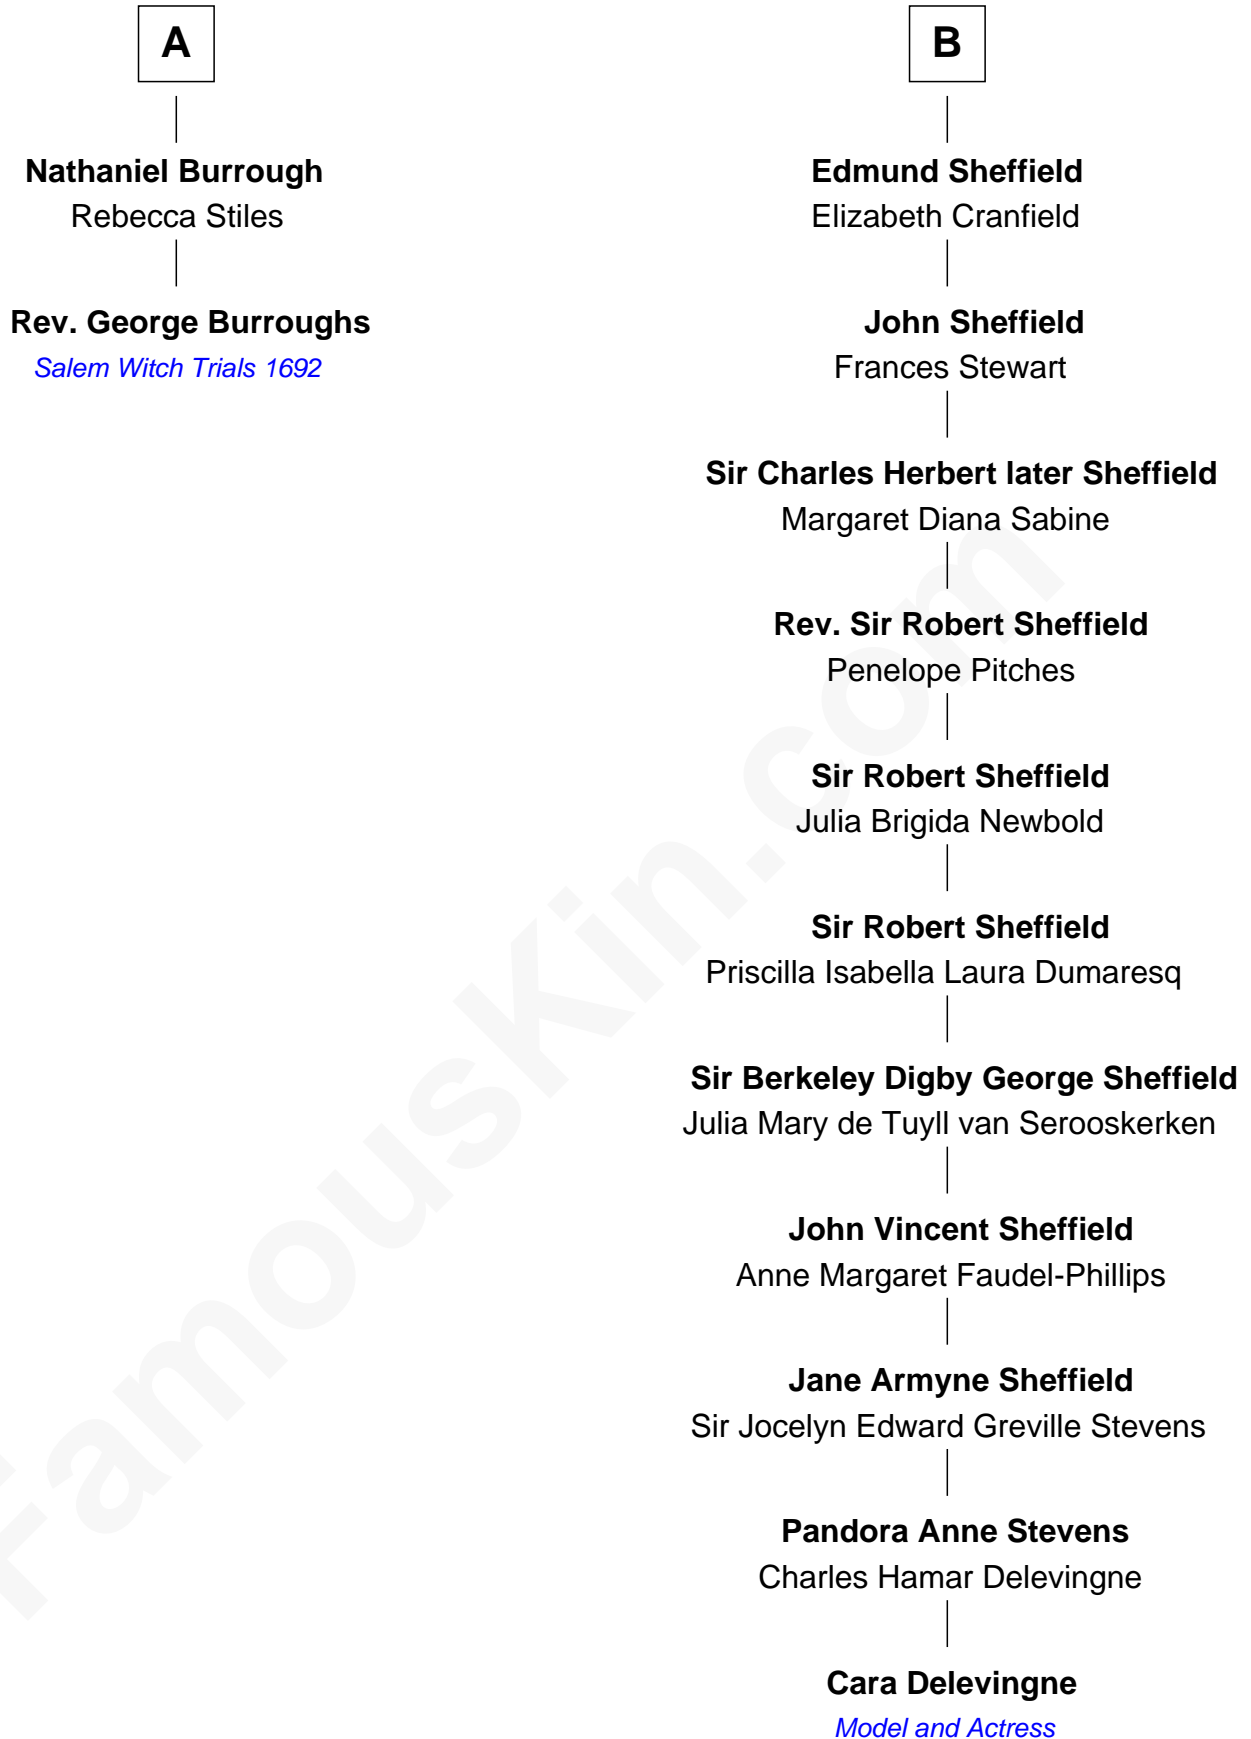 A
Nathaniel Burrough
Rebecca Stiles
Rev. George Burroughs
Salem Witch Trials 1692
B
Edmund Sheffield
Elizabeth Cranfield
John Sheffield
Frances Stewart
Sir Charles Herbert later Sheffield
Margaret Diana Sabine
Rev. Sir Robert Sheffield
Penelope Pitches
Sir Robert Sheffield
Julia Brigida Newbold
Sir Robert Sheffield
Priscilla Isabella Laura Dumaresq
Sir Berkeley Digby George Sheffield
Julia Mary de Tuyll van Serooskerken
John Vincent Sheffield
Anne Margaret Faudel-Phillips
Jane Armyne Sheffield
Sir Jocelyn Edward Greville Stevens
Pandora Anne Stevens
Charles Hamar Delevingne
Cara Delevingne
Model and Actress
FamousKin.com